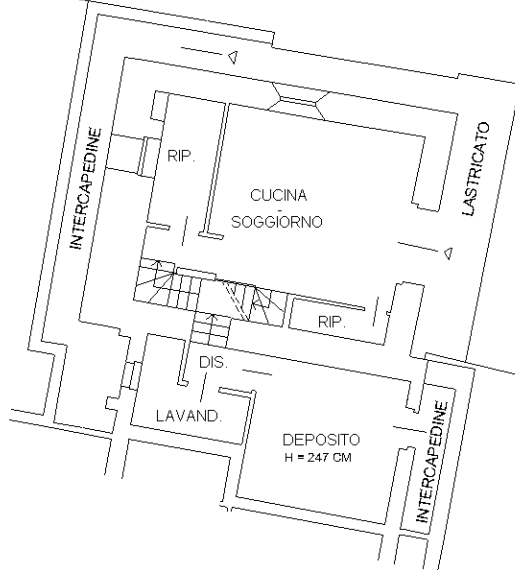 INTERCAPEDINE
RIP.
CUCINA
-
SOGGIORNO
LASTRICATO
RIP.
DIS.
LAVAND.
DEPOSITO
H = 247 CM
INTERCAPEDINE